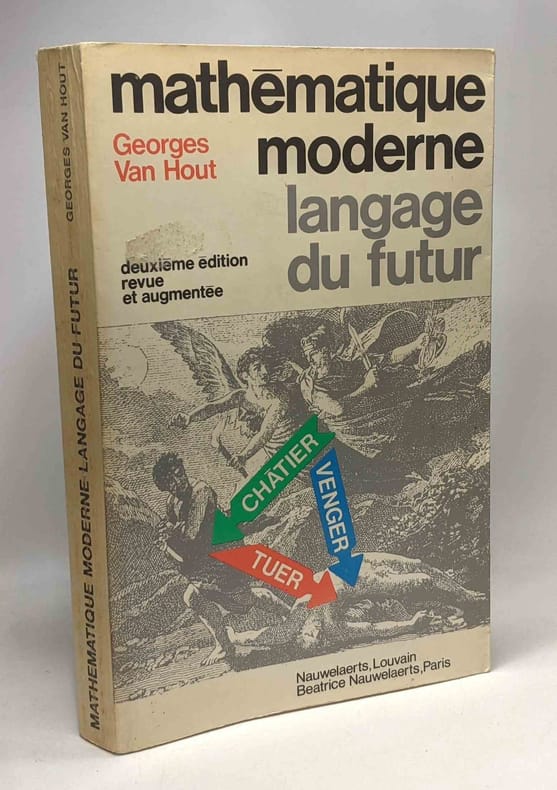 mathēmatique
moderne
langage
du futur
Georges
Van Hout
deuxième édition
revue
et augmentée
CHÂTIER
VENGER
TUER
Nauwelaerts, Louvain
Beatrice Nauwelaerts, Paris
MATHEMATIQUE MODERNE LANGAGE DU FUTUR
GEORGES VAN HOUT